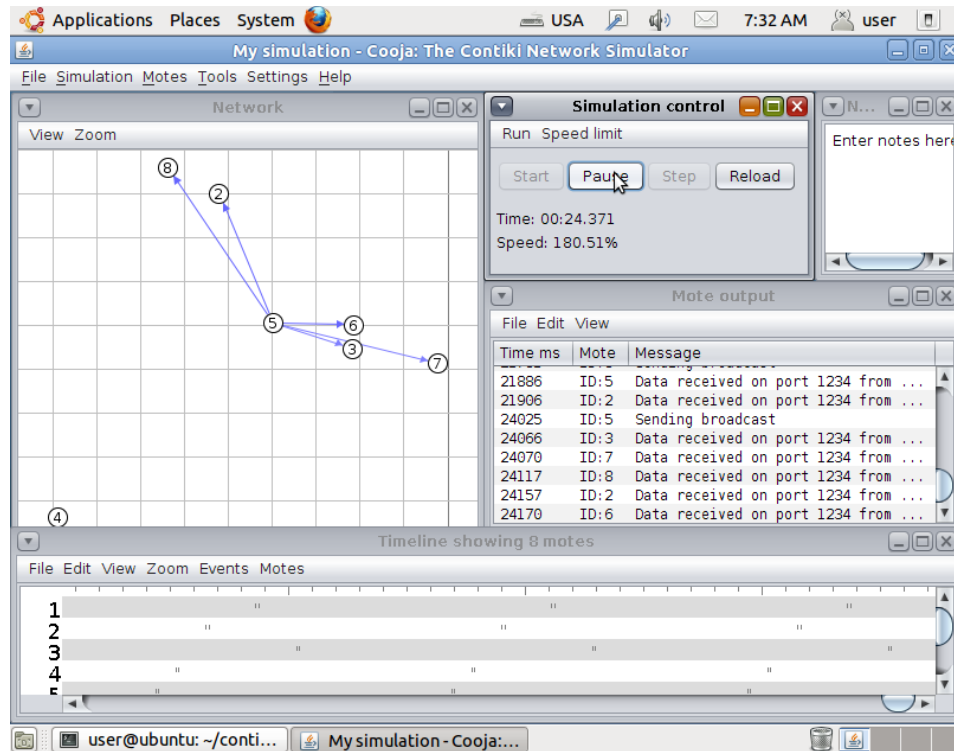 Applications Places System USA 7:32 AM user
My simulation - Cooja: The Contiki Network Simulator
File Simulation Motes Tools Settings Help
Network
View Zoom
8
2
5
6
3
7
4
Simulation control
Run Speed limit
Start Pause Step Reload
Time: 00:24.371
Speed: 180.51%
N...
Enter notes here
Mote output
File Edit View
Time ms Mote Message
21886 ID:5 Data received on port 1234 from ...
21906 ID:2 Data received on port 1234 from ...
24025 ID:5 Sending broadcast
24066 ID:3 Data received on port 1234 from ...
24070 ID:7 Data received on port 1234 from ...
24117 ID:8 Data received on port 1234 from ...
24157 ID:2 Data received on port 1234 from ...
24170 ID:6 Data received on port 1234 from ...
Timeline showing 8 motes
File Edit View Zoom Events Motes
1
2
3
4
5
user@ubuntu: ~/conti... My simulation - Cooja:...